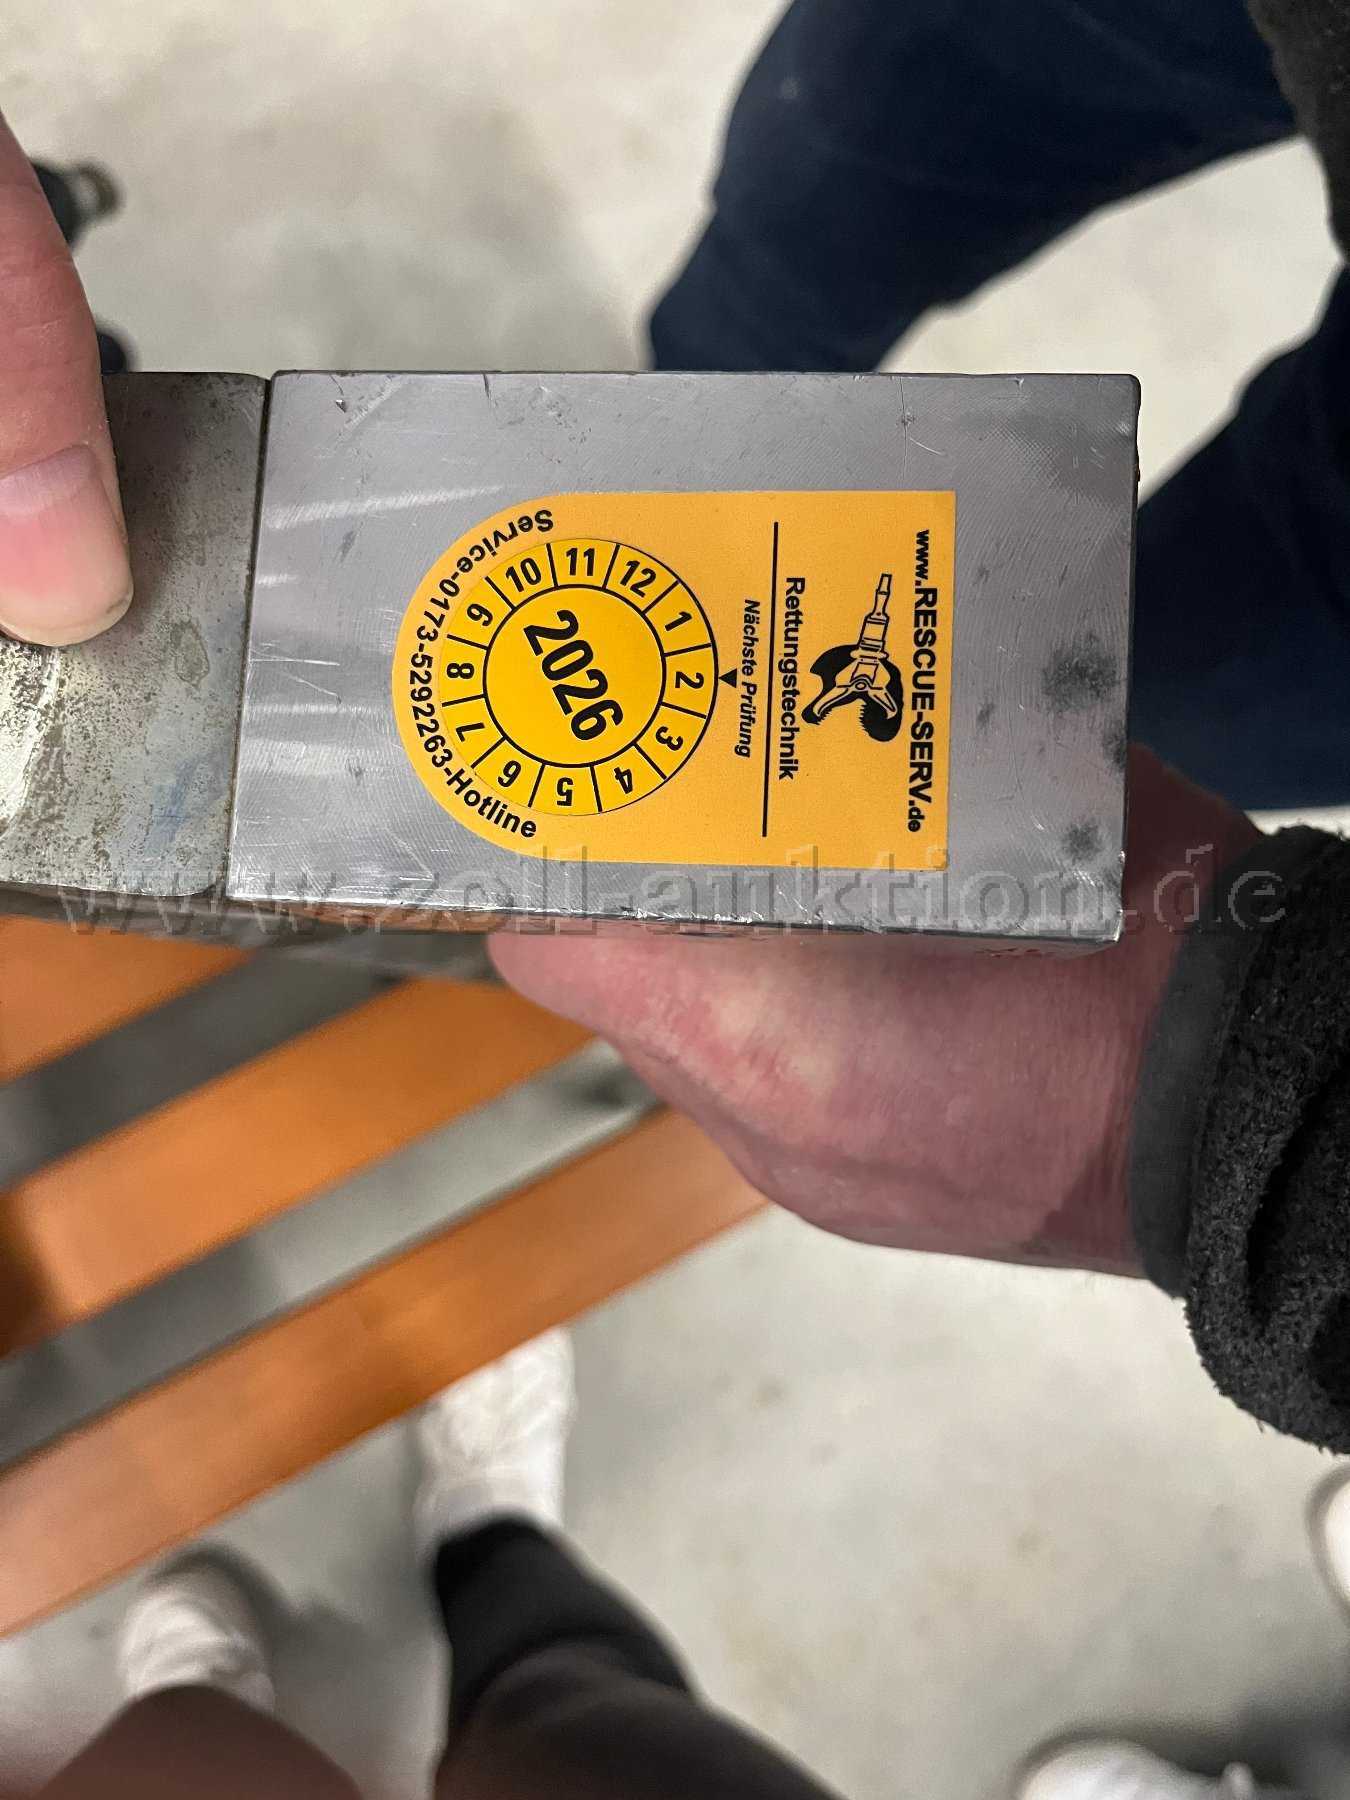 www.RESCUE-SERV.de
Rettungstechnik
Nächste Prüfung
1
2
3
4
5
6
7
8
9
10
11
12
2026
Service-0173-5292263-Hotline
www.zoll-auktion.de